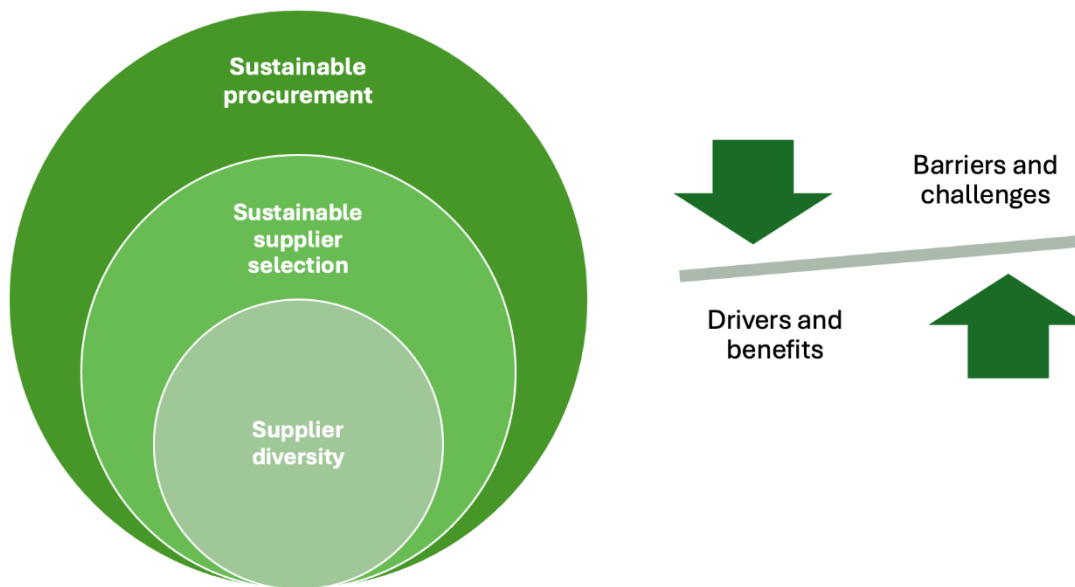 Sustainable
procurement
Sustainable
supplier
selection
Supplier
diversity
Barriers and
challenges
Drivers and
benefits